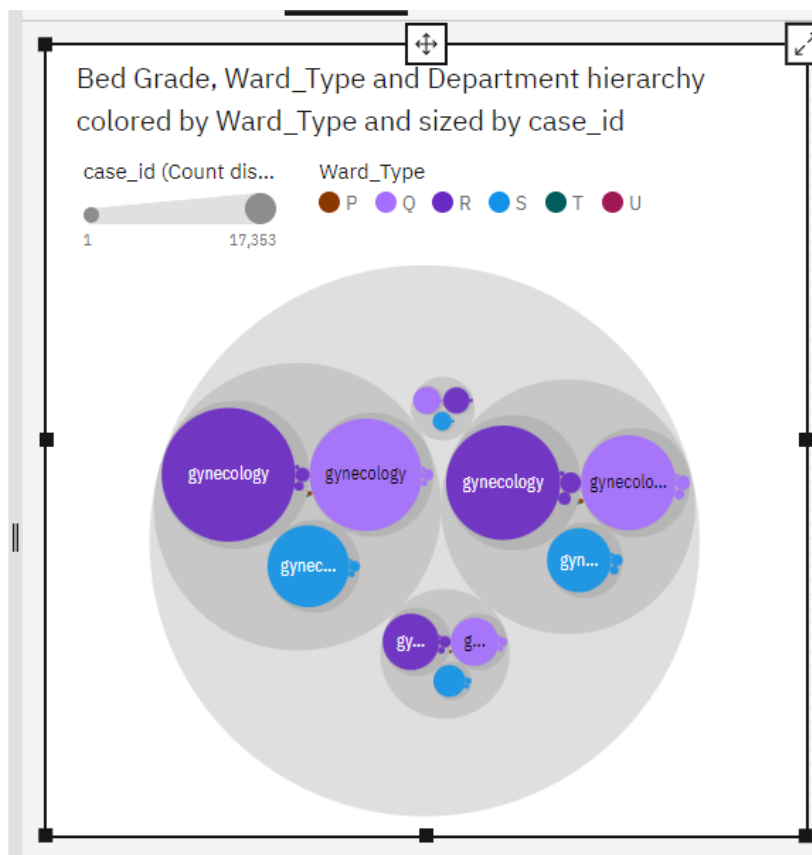 Bed Grade, Ward_Type and Department hierarchy
colored by Ward_Type and sized by case_id
case_id (Count dis... Ward_Type
P Q R S T U
1 17,353
gynecology gynecology gynecology gynecolo...
gynec... gyn...
gy... g...